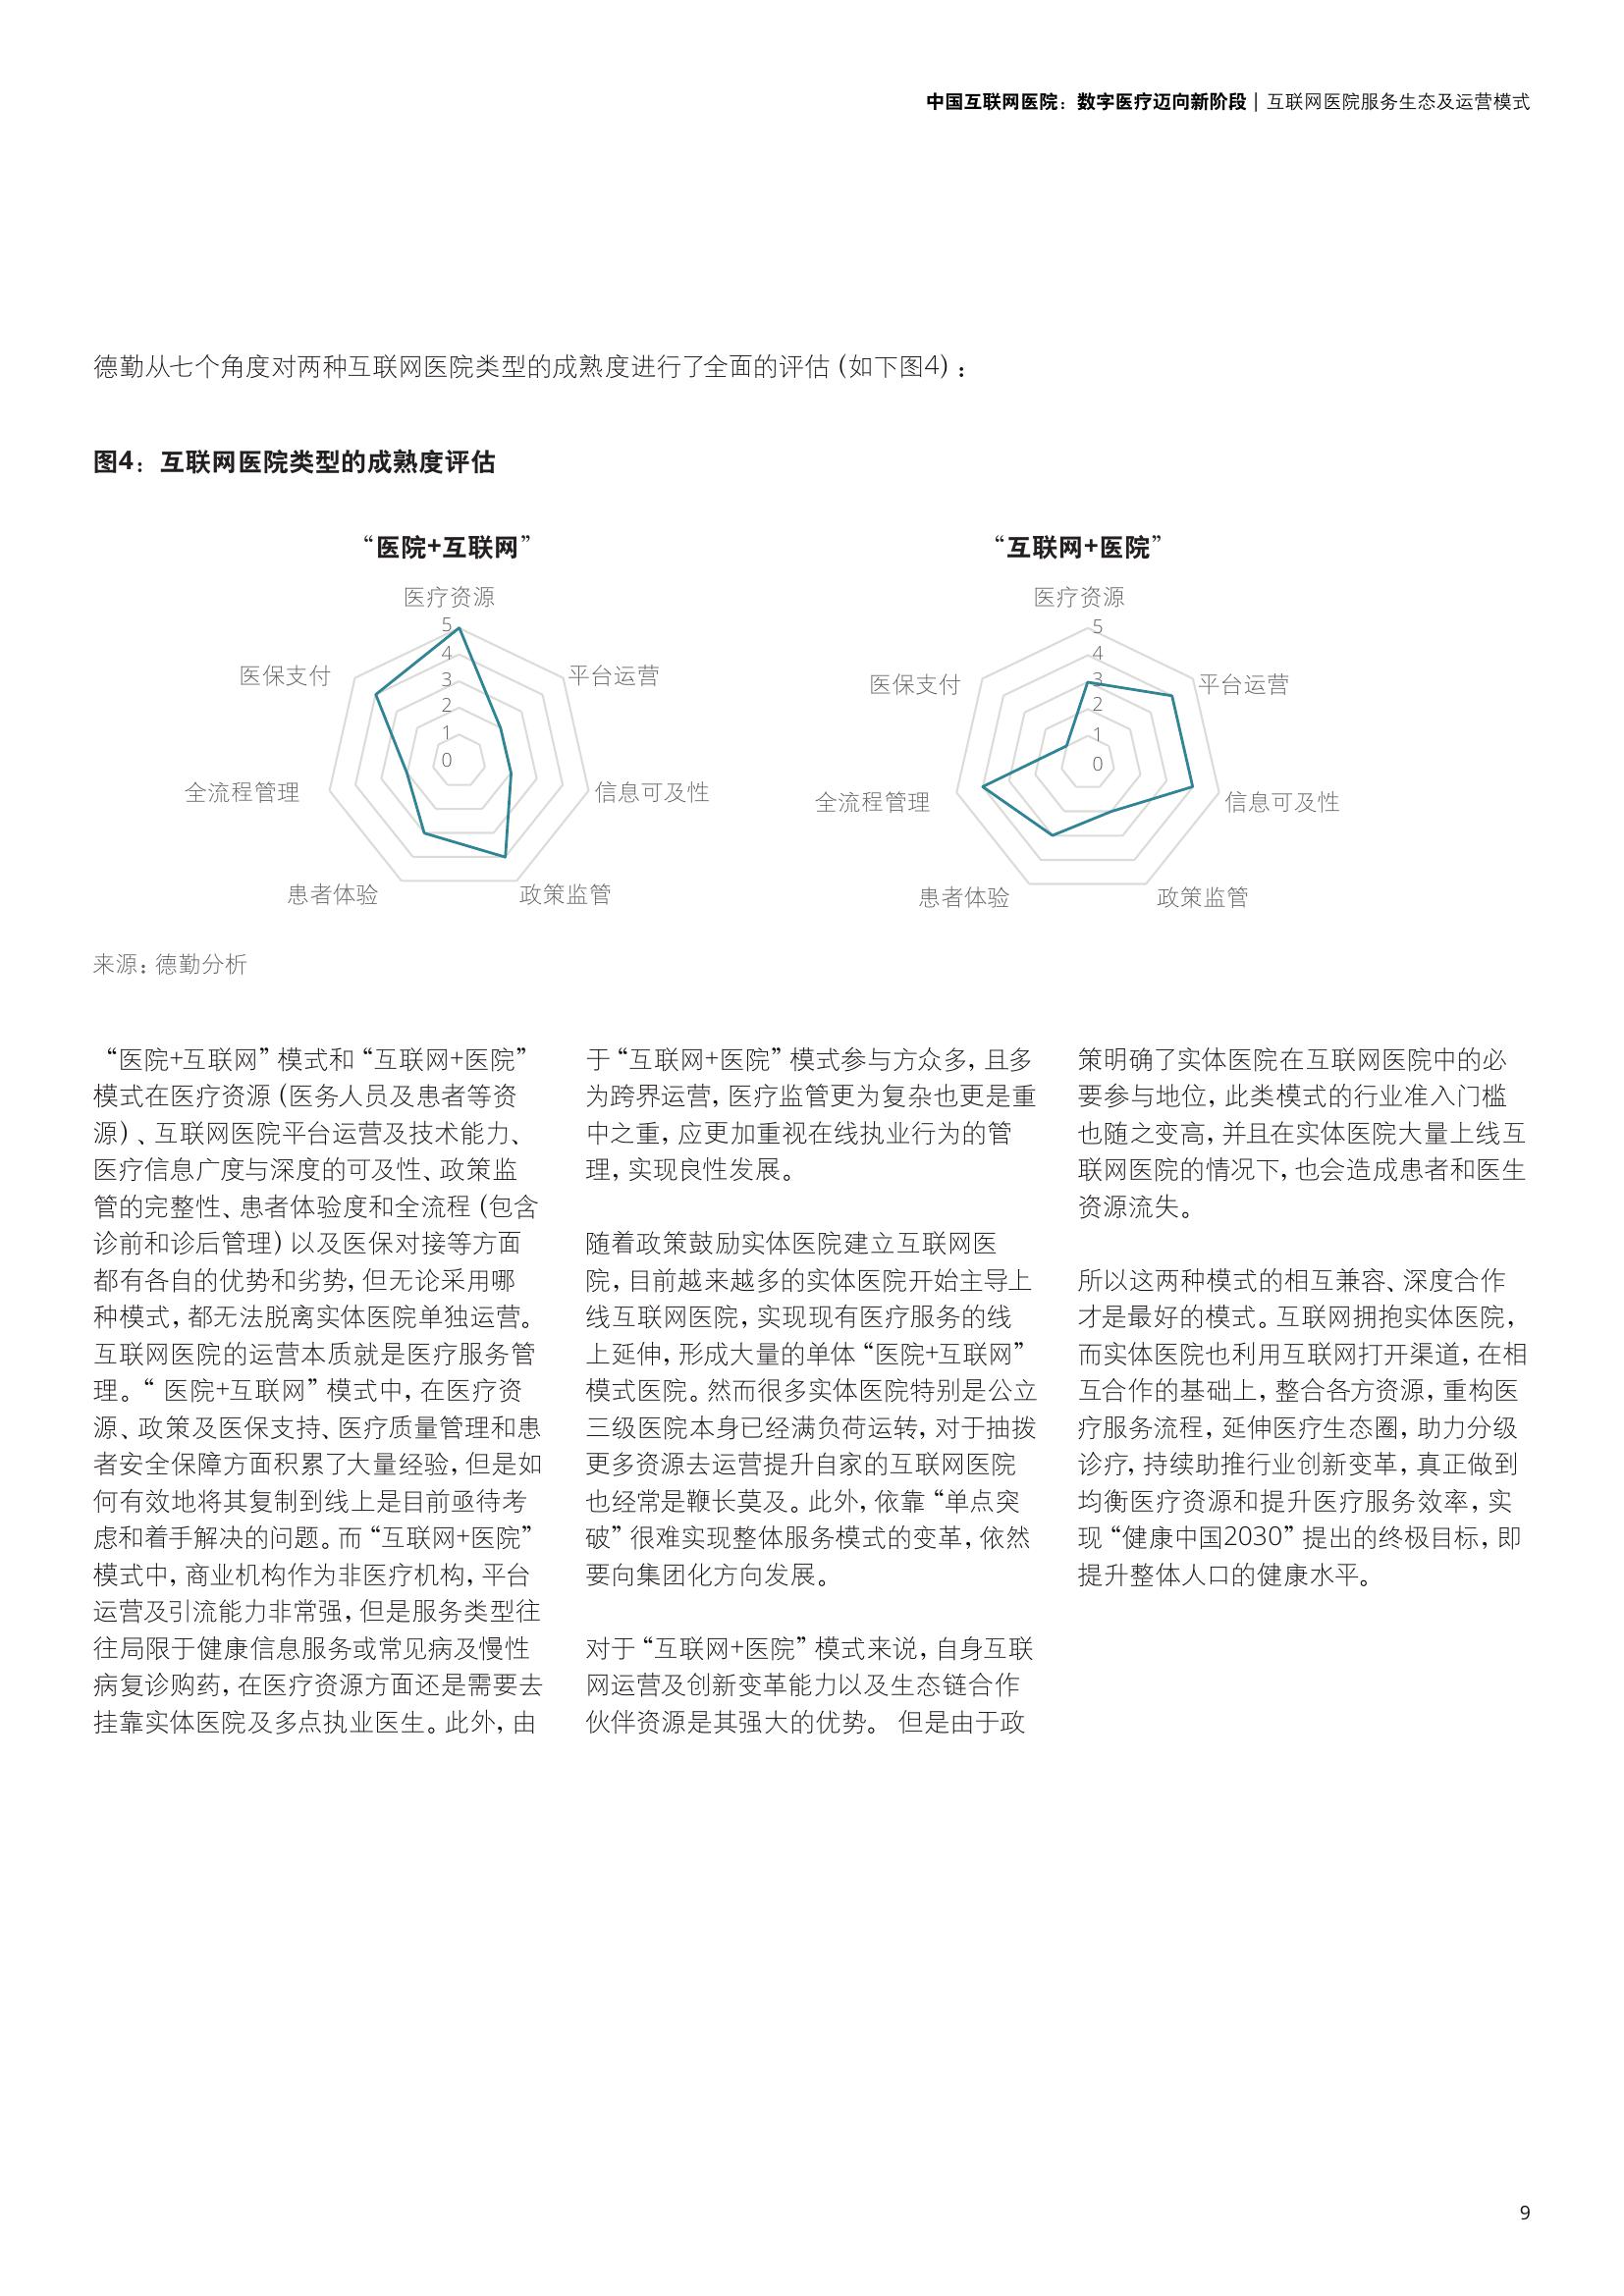 中国互联网医院：数字医疗迈向新阶段 | 互联网医院服务生态及运营模式
德勤从七个角度对两种互联网医院类型的成熟度进行了全面的评估（如下图4）：
图4：互联网医院类型的成熟度评估
“医院+互联网”
医疗资源
5
4
3
2
1
0
医保支付
平台运营
全流程管理
信息可及性
患者体验
政策监管
“互联网+医院”
医疗资源
5
4
3
2
1
0
医保支付
平台运营
全流程管理
信息可及性
患者体验
政策监管
来源：德勤分析
“医院+互联网”模式和“互联网+医院”
模式在医疗资源（医务人员及患者等资
源）、互联网医院平台运营及技术能力、
医疗信息广度与深度的可及性、政策监
管的完整性、患者体验度和全流程（包含
诊前和诊后管理）以及医保对接等方面
都有各自的优势和劣势，但无论采用哪
种模式，都无法脱离实体医院单独运营。
互联网医院的运营本质就是医疗服务管
理。“ 医院+互联网”模式中，在医疗资
源、政策及医保支持、医疗质量管理和患
者安全保障方面积累了大量经验，但是如
何有效地将其复制到线上是目前亟待考
虑和着手解决的问题。而“互联网+医院”
模式中，商业机构作为非医疗机构，平台
运营及引流能力非常强，但是服务类型往
往局限于健康信息服务或常见病及慢性
病复诊购药，在医疗资源方面还是需要去
挂靠实体医院及多点执业医生。此外，由
于“互联网+医院”模式参与方众多，且多
为跨界运营，医疗监管更为复杂也更是重
中之重，应更加重视在线执业行为的管
理，实现良性发展。
随着政策鼓励实体医院建立互联网医
院，目前越来越多的实体医院开始主导上
线互联网医院，实现现有医疗服务的线
上延伸，形成大量的单体“医院+互联网”
模式医院。然而很多实体医院特别是公立
三级医院本身已经满负荷运转，对于抽拨
更多资源去运营提升自家的互联网医院
也经常是鞭长莫及。此外，依靠“单点突
破”很难实现整体服务模式的变革，依然
要向集团化方向发展。
对于“互联网+医院”模式来说，自身互联
网运营及创新变革能力以及生态链合作
伙伴资源是其强大的优势。 但是由于政
策明确了实体医院在互联网医院中的必
要参与地位，此类模式的行业准入门槛
也随之变高，并且在实体医院大量上线互
联网医院的情况下，也会造成患者和医生
资源流失。
所以这两种模式的相互兼容、深度合作
才是最好的模式。互联网拥抱实体医院，
而实体医院也利用互联网打开渠道，在相
互合作的基础上，整合各方资源，重构医
疗服务流程，延伸医疗生态圈，助力分级
诊疗，持续助推行业创新变革，真正做到
均衡医疗资源和提升医疗服务效率，实
现“健康中国2030”提出的终极目标，即
提升整体人口的健康水平。
9